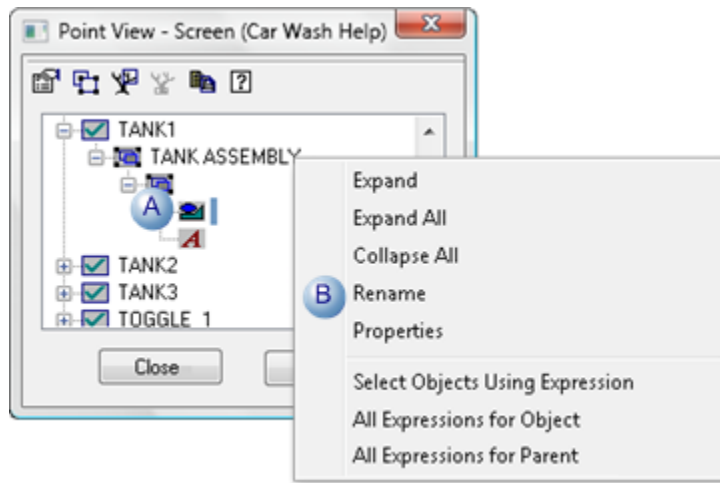 Point View - Screen (Car Wash Help)
TANK1
TANK ASSEMBLY
A
A
TANK2
TANK3
TOGGLE_1
Close
Expand
Expand All
Collapse All
B Rename
Properties
Select Objects Using Expression
All Expressions for Object
All Expressions for Parent